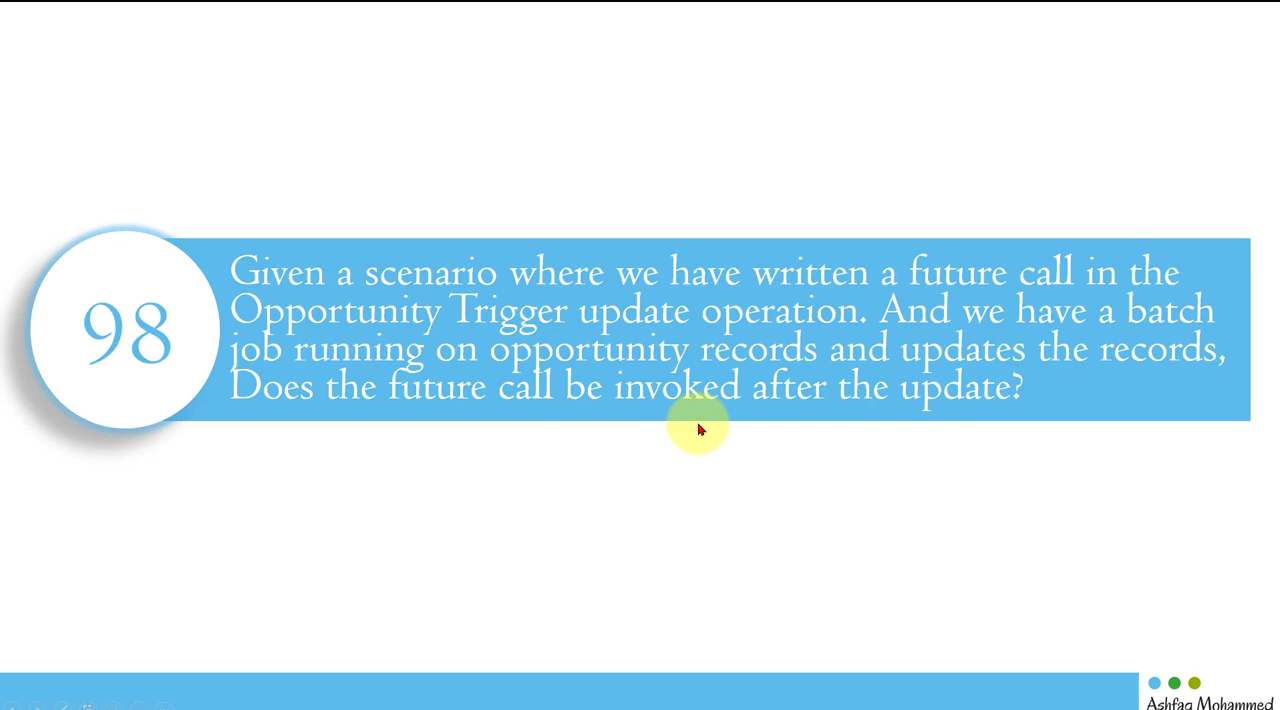 98
Given a scenario where we have written a future call in the
Opportunity Trigger update operation. And we have a batch
job running on opportunity records and updates the records,
Does the future call be invoked after the update?
Ashfaq Mohammed